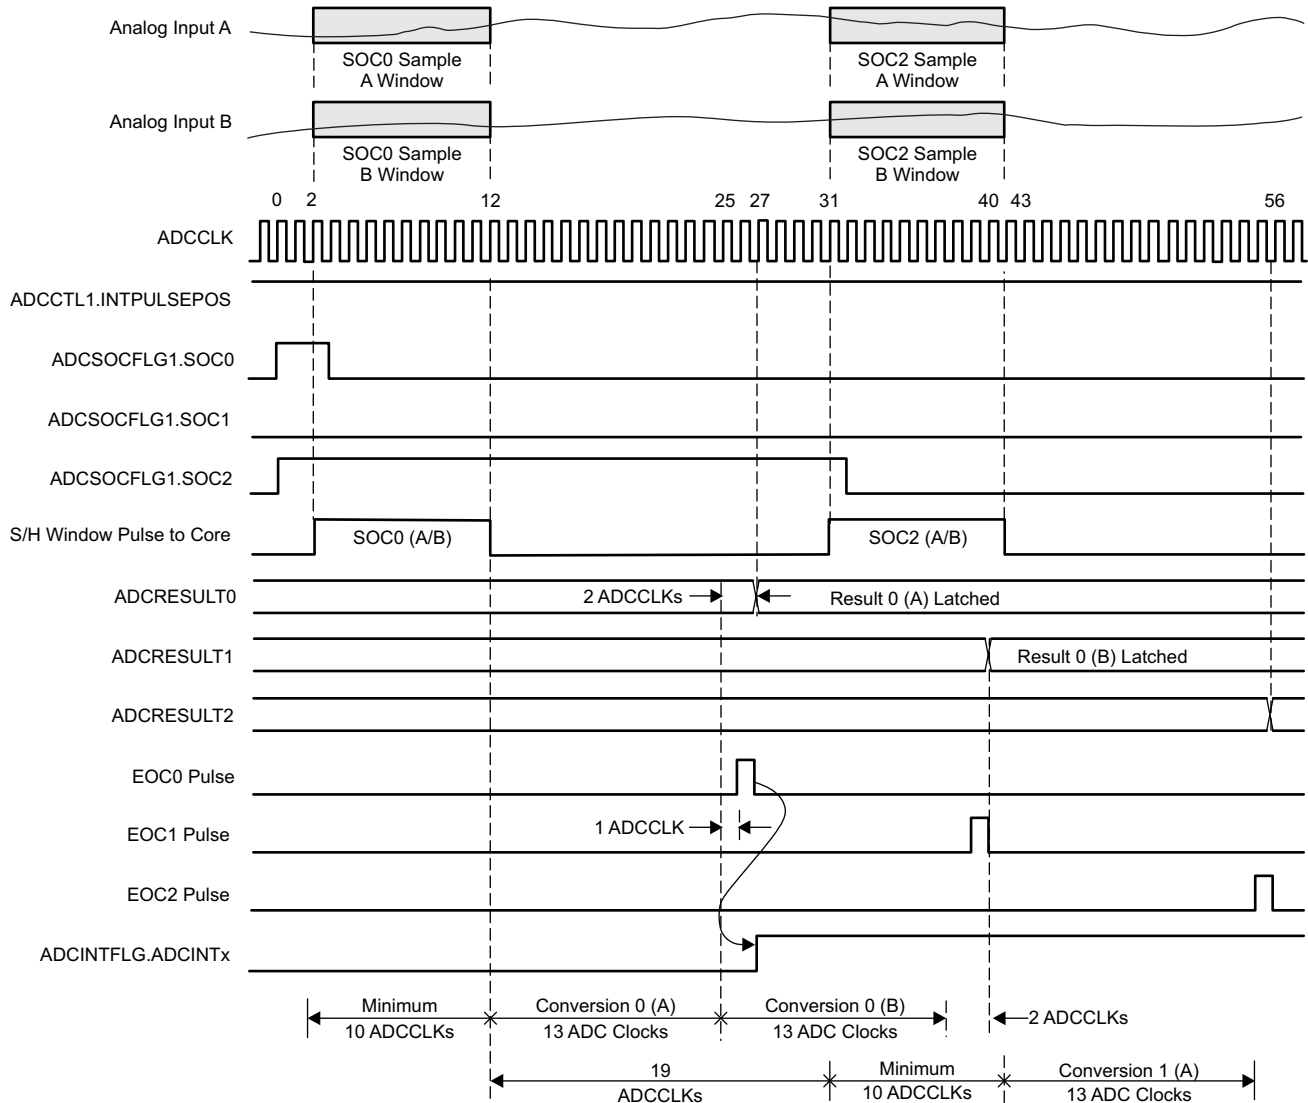 Analog Input A
SOC0 Sample
A Window
SOC2 Sample
A Window
Analog Input B
SOC0 Sample
B Window
SOC2 Sample
B Window
0 2 12 25 27 31 40 43 56
ADCCLK
ADCCTL1.INTPULSEPOS
ADCSOCFLG1.SOC0
ADCSOCFLG1.SOC1
ADCSOCFLG1.SOC2
S/H Window Pulse to Core
SOC0 (A/B)
SOC2 (A/B)
ADCRESULT0
2 ADCCLKs
Result 0 (A) Latched
ADCRESULT1
Result 0 (B) Latched
ADCRESULT2
EOC0 Pulse
EOC1 Pulse
1 ADCCLK
EOC2 Pulse
ADCINTFLG.ADCINTx
Minimum
10 ADCCLKs
Conversion 0 (A)
13 ADC Clocks
Conversion 0 (B)
13 ADC Clocks
2 ADCCLKs
19
ADCCLKs
Minimum
10 ADCCLKs
Conversion 1 (A)
13 ADC Clocks